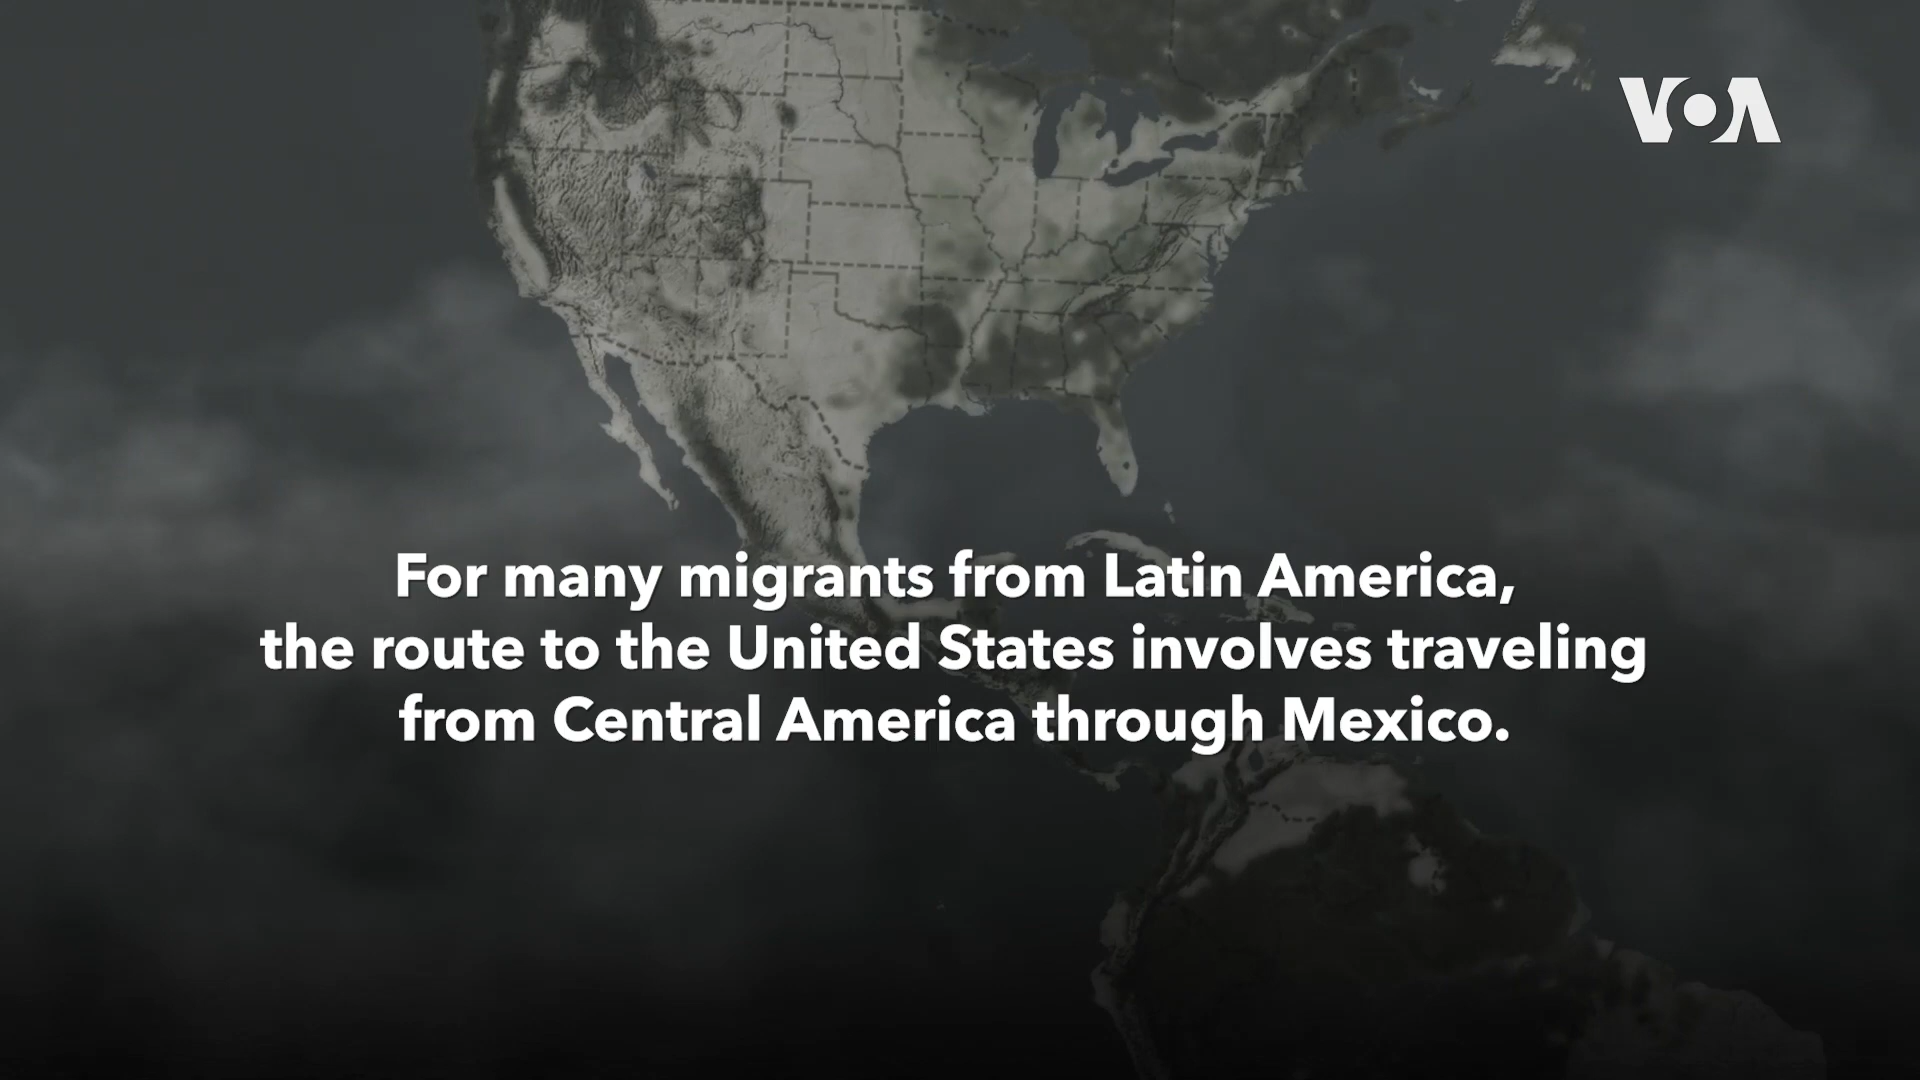 VOA
For many migrants from Latin America,
the route to the United States involves traveling
from Central America through Mexico.